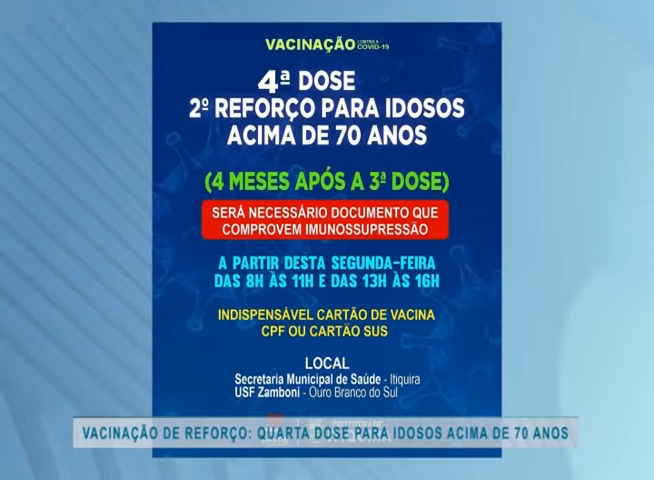 VACINAÇÃO CONTRA A COVID-19
4ª DOSE
2º REFORÇO PARA IDOSOS
ACIMA DE 70 ANOS
(4 MESES APÓS A 3ª DOSE)
SERÁ NECESSÁRIO DOCUMENTO QUE
COMPROVEM IMUNOSSUPRESSÃO
A PARTIR DESTA SEGUNDA-FEIRA
DAS 8H ÀS 11H E DAS 13H ÀS 16H
INDISPENSÁVEL CARTÃO DE VACINA
CPF OU CARTÃO SUS
LOCAL
Secretaria Municipal de Saúde - Itiquira
USF Zamboni - Ouro Branco do Sul
PREFEITURA DE
VACINAÇÃO DE REFORÇO: QUARTA DOSE PARA IDOSOS ACIMA DE 70 ANOS